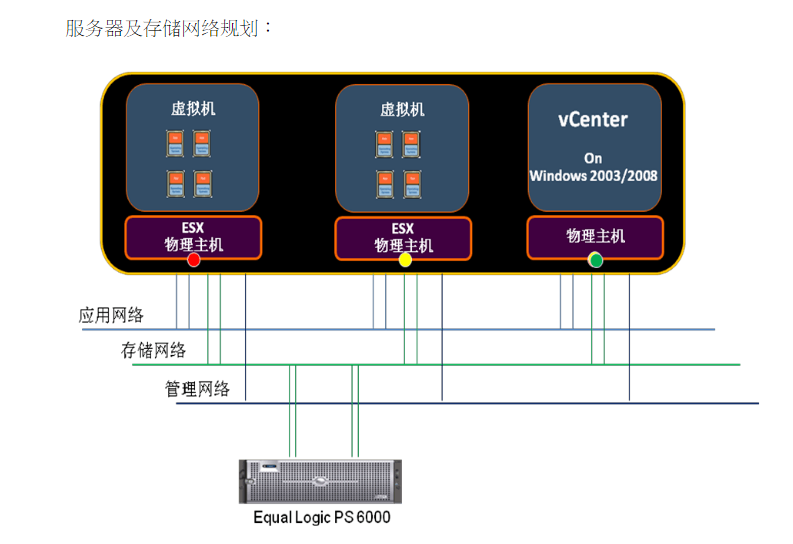 服务器及存储网络规划：
虚拟机
虚拟机
vCenter
On
Windows 2003/2008
ESX
物理主机
ESX
物理主机
物理主机
应用网络
存储网络
管理网络
Equal Logic PS 6000